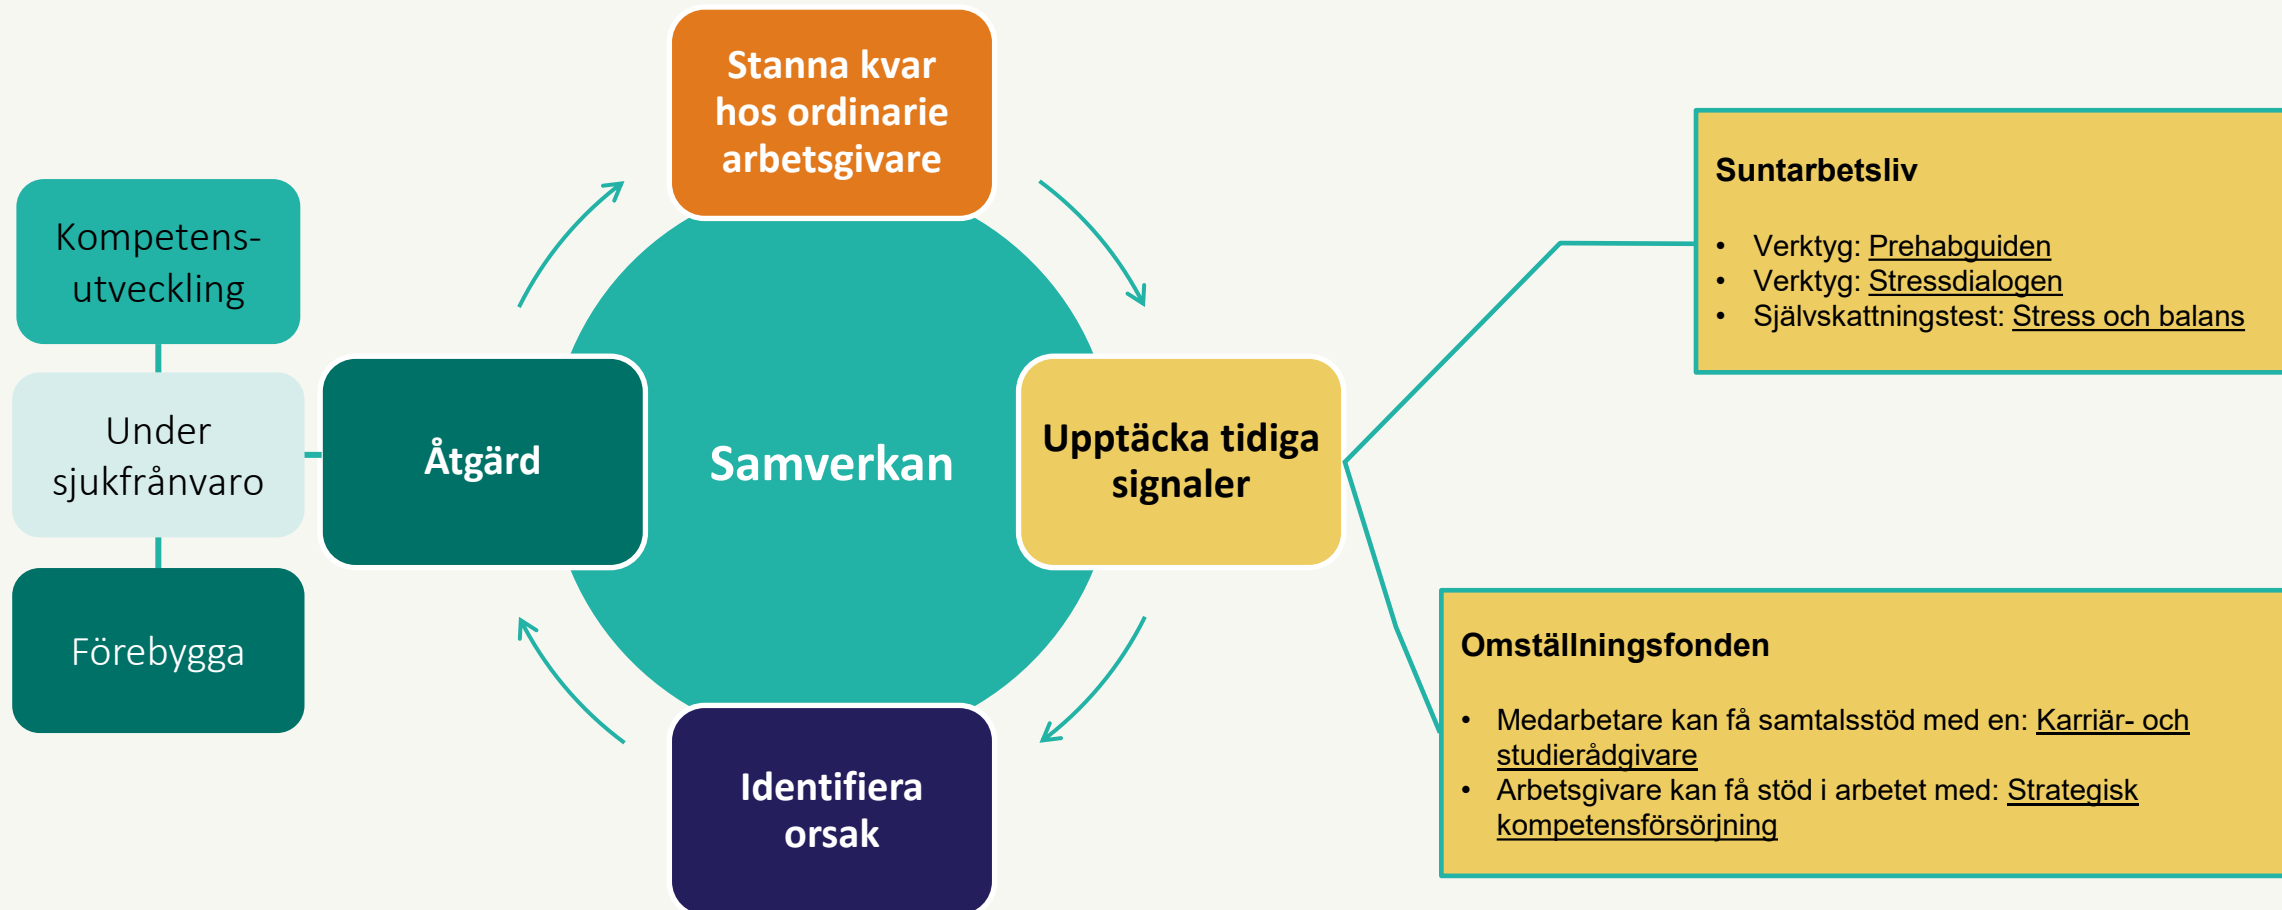 Stanna kvar
hos ordinarie
arbetsgivare
Kompetens-
utveckling
Under
sjukfrånvaro
Förebygga
Åtgärd
Samverkan
Upptäcka tidiga
signaler
Identifiera
orsak
Suntarbetsliv
• Verktyg: Prehabguiden
• Verktyg: Stressdialogen
• Självskattningstest: Stress och balans
Omställningsfonden
• Medarbetare kan få samtalsstöd med en: Karriär- och
studierådgivare
• Arbetsgivare kan få stöd i arbetet med: Strategisk
kompetensförsörjning